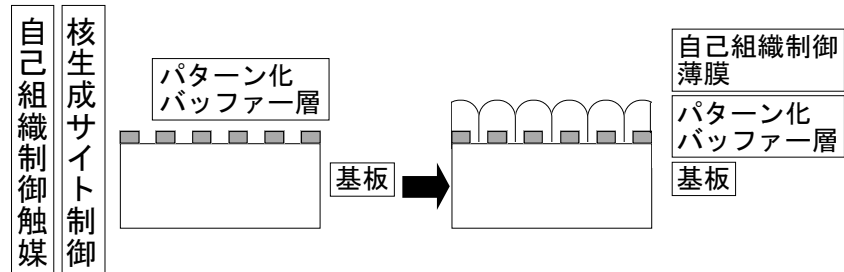 自己組織制御触媒
核生成サイト制御
パターン化
バッファー層
基板
自己組織制御
薄膜
パターン化
バッファー層
基板